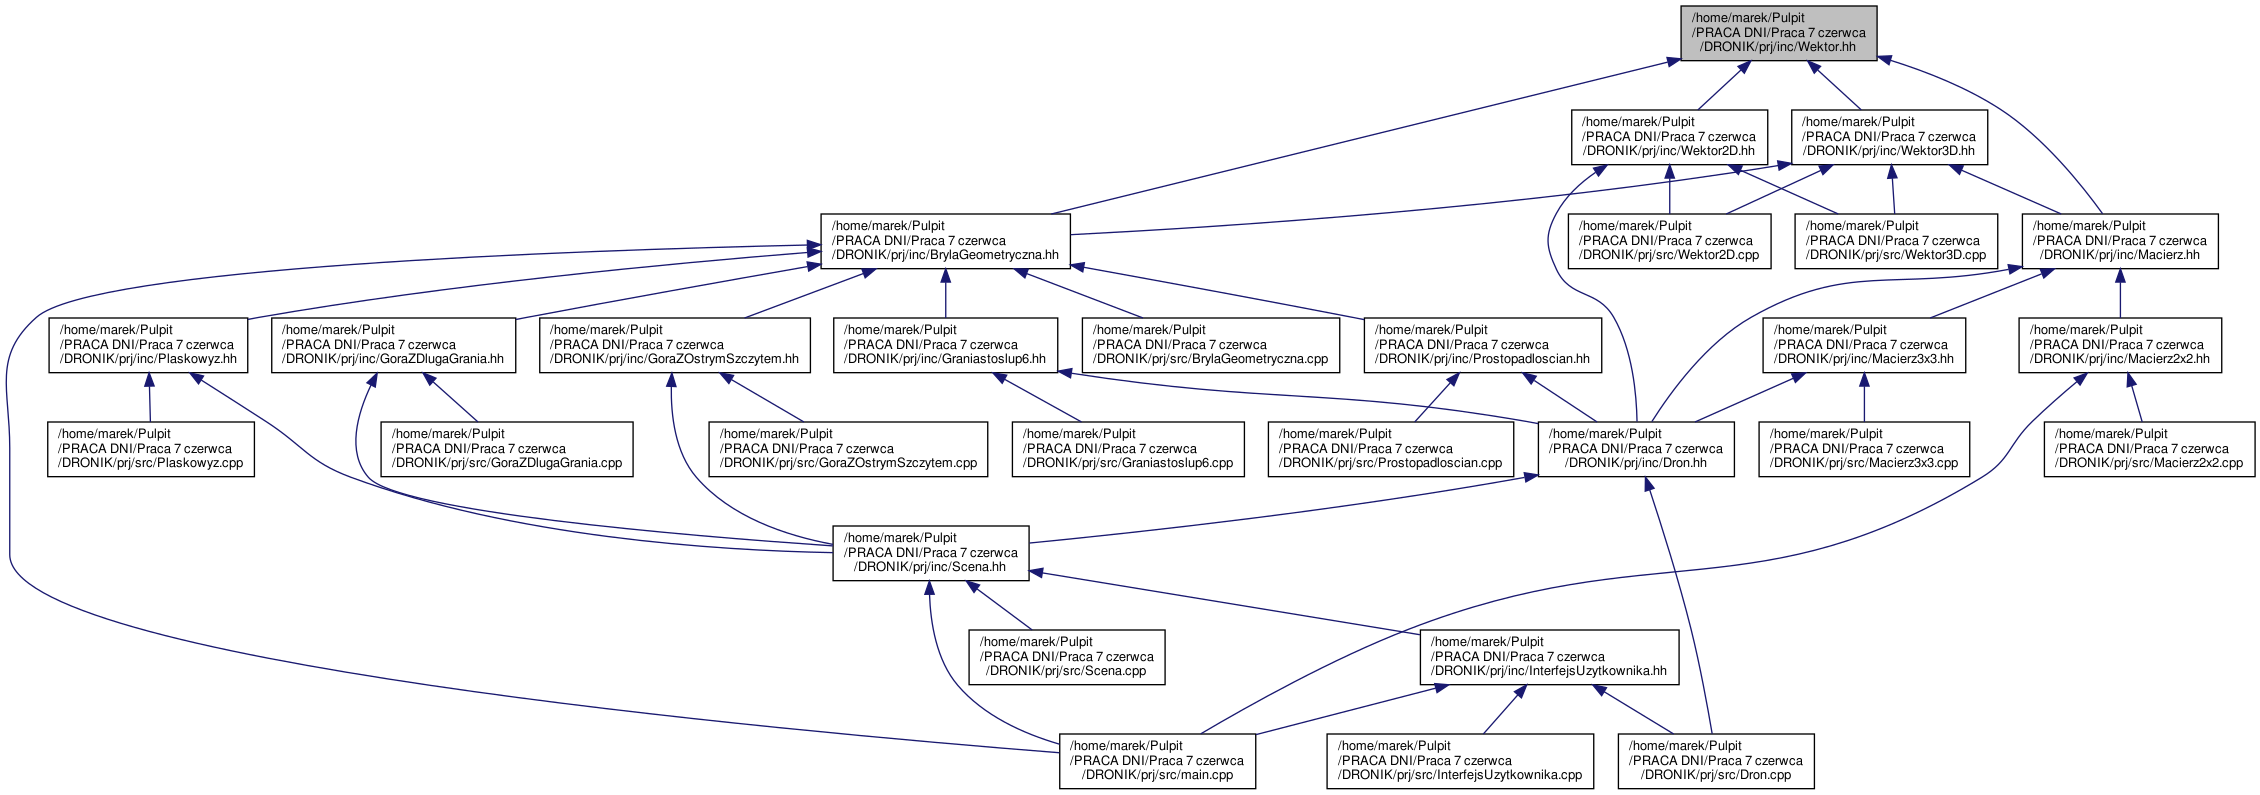 /home/marek/Pulpit
/PRACA DNI/Praca 7 czerwca
/DRONIK/prj/inc/Wektor.hh
/home/marek/Pulpit
/PRACA DNI/Praca 7 czerwca
/DRONIK/prj/inc/Wektor2D.hh
/home/marek/Pulpit
/PRACA DNI/Praca 7 czerwca
/DRONIK/prj/inc/Wektor3D.hh
/home/marek/Pulpit
/PRACA DNI/Praca 7 czerwca
/DRONIK/prj/inc/BrylaGeometryczna.hh
/home/marek/Pulpit
/PRACA DNI/Praca 7 czerwca
/DRONIK/prj/src/Wektor2D.cpp
/home/marek/Pulpit
/PRACA DNI/Praca 7 czerwca
/DRONIK/prj/src/Wektor3D.cpp
/home/marek/Pulpit
/PRACA DNI/Praca 7 czerwca
/DRONIK/prj/inc/Macierz.hh
/home/marek/Pulpit
/PRACA DNI/Praca 7 czerwca
/DRONIK/prj/inc/Plaskowyz.hh
/home/marek/Pulpit
/PRACA DNI/Praca 7 czerwca
/DRONIK/prj/inc/GoraZDlugaGrania.hh
/home/marek/Pulpit
/PRACA DNI/Praca 7 czerwca
/DRONIK/prj/inc/GoraZOstrymSzczytem.hh
/home/marek/Pulpit
/PRACA DNI/Praca 7 czerwca
/DRONIK/prj/inc/Graniastoslup6.hh
/home/marek/Pulpit
/PRACA DNI/Praca 7 czerwca
/DRONIK/prj/src/BrylaGeometryczna.cpp
/home/marek/Pulpit
/PRACA DNI/Praca 7 czerwca
/DRONIK/prj/inc/Prostopadloscian.hh
/home/marek/Pulpit
/PRACA DNI/Praca 7 czerwca
/DRONIK/prj/inc/Macierz3x3.hh
/home/marek/Pulpit
/PRACA DNI/Praca 7 czerwca
/DRONIK/prj/inc/Macierz2x2.hh
/home/marek/Pulpit
/PRACA DNI/Praca 7 czerwca
/DRONIK/prj/src/Plaskowyz.cpp
/home/marek/Pulpit
/PRACA DNI/Praca 7 czerwca
/DRONIK/prj/src/GoraZDlugaGrania.cpp
/home/marek/Pulpit
/PRACA DNI/Praca 7 czerwca
/DRONIK/prj/src/GoraZOstrymSzczytem.cpp
/home/marek/Pulpit
/PRACA DNI/Praca 7 czerwca
/DRONIK/prj/src/Graniastoslup6.cpp
/home/marek/Pulpit
/PRACA DNI/Praca 7 czerwca
/DRONIK/prj/src/Prostopadloscian.cpp
/home/marek/Pulpit
/PRACA DNI/Praca 7 czerwca
/DRONIK/prj/inc/Dron.hh
/home/marek/Pulpit
/PRACA DNI/Praca 7 czerwca
/DRONIK/prj/src/Macierz3x3.cpp
/home/marek/Pulpit
/PRACA DNI/Praca 7 czerwca
/DRONIK/prj/src/Macierz2x2.cpp
/home/marek/Pulpit
/PRACA DNI/Praca 7 czerwca
/DRONIK/prj/inc/Scena.hh
/home/marek/Pulpit
/PRACA DNI/Praca 7 czerwca
/DRONIK/prj/src/Scena.cpp
/home/marek/Pulpit
/PRACA DNI/Praca 7 czerwca
/DRONIK/prj/inc/InterfejsUzytkownika.hh
/home/marek/Pulpit
/PRACA DNI/Praca 7 czerwca
/DRONIK/prj/src/main.cpp
/home/marek/Pulpit
/PRACA DNI/Praca 7 czerwca
/DRONIK/prj/src/InterfejsUzytkownika.cpp
/home/marek/Pulpit
/PRACA DNI/Praca 7 czerwca
/DRONIK/prj/src/Dron.cpp